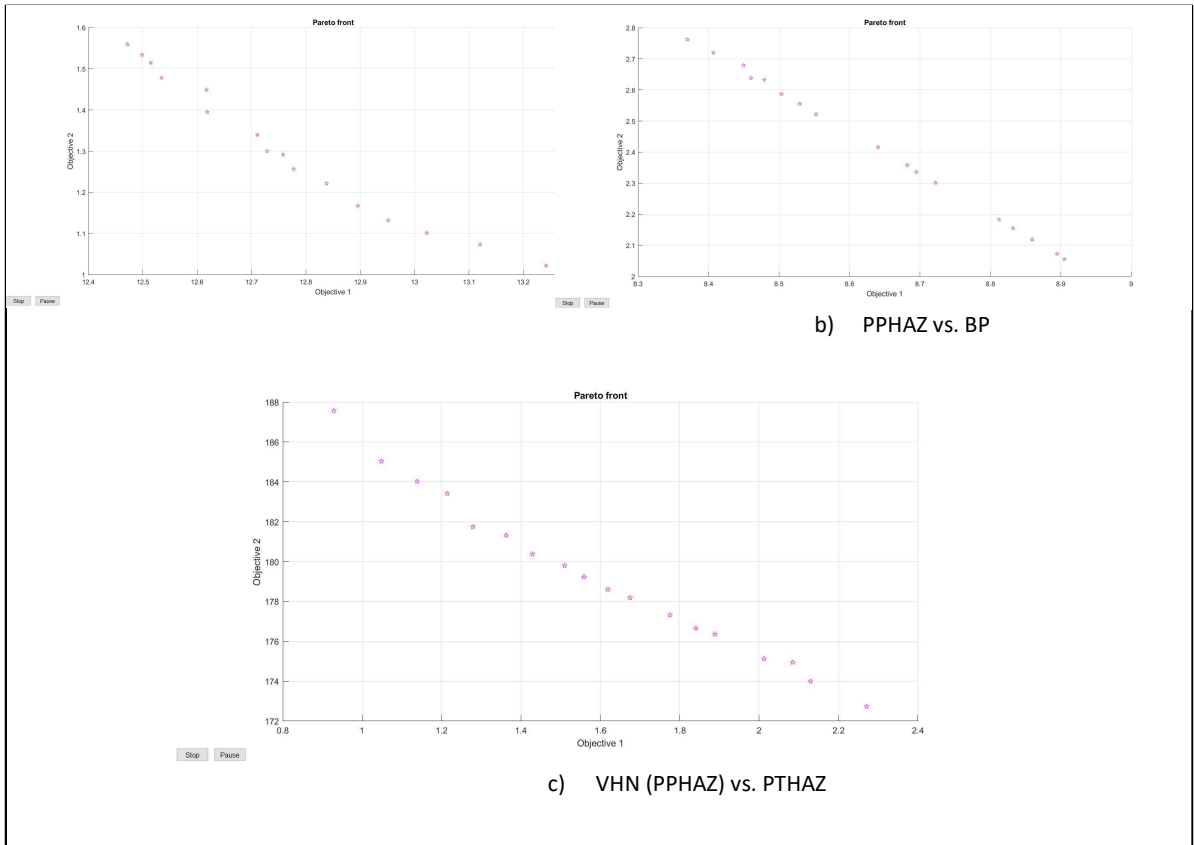 Pareto front
1.6
1.5
1.4
1.3
1.2
1.1
1
Objective 2
12.4 12.5 12.6 12.7 12.8 12.9 13 13.1 13.2
Objective 1
Stop Pause
Pareto front
2.8
2.7
2.6
2.5
2.4
2.3
2.2
2.1
2
Objective 2
8.3 8.4 8.5 8.6 8.7 8.8 8.9 9
Objective 1
Stop Pause
b) PPHAZ vs. BP
Pareto front
188
186
184
182
180
178
176
174
172
Objective 2
0.8 1 1.2 1.4 1.6 1.8 2 2.2 2.4
Objective 1
Stop Pause
c) VHN (PPHAZ) vs. PTHAZ